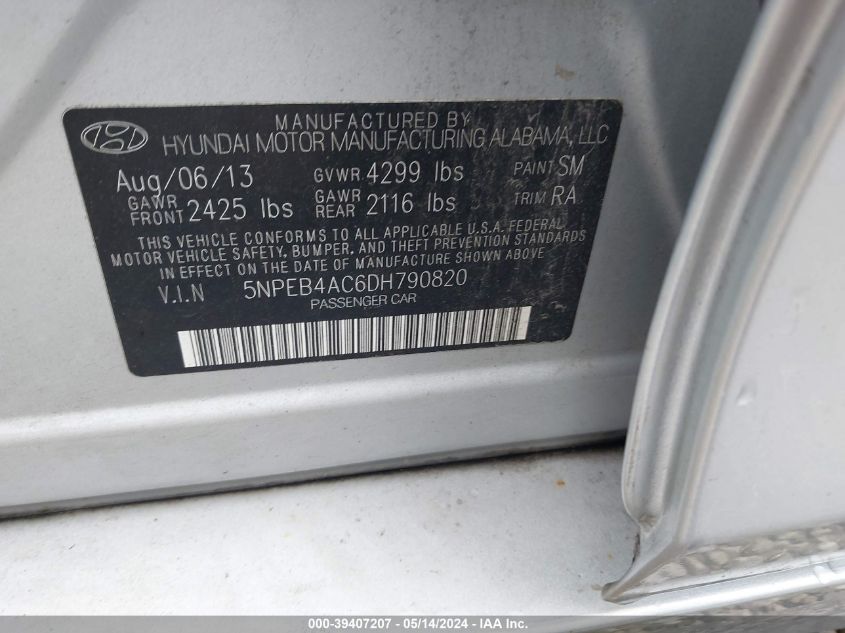 MANUFACTURED BY
HYUNDAI MOTOR MANUFACTURING ALABAMA, LLC
Aug/06/13 GVWR 4299 lbs PAINT SM
GAWR FRONT 2425 lbs GAWR REAR 2116 lbs TRIM RA
THIS VEHICLE CONFORMS TO ALL APPLICABLE U.S.A. FEDERAL
MOTOR VEHICLE SAFETY, BUMPER, AND THEFT PREVENTION STANDARDS
IN EFFECT ON THE DATE OF MANUFACTURE SHOWN ABOVE.
V.I.N 5NPEB4AC6DH790820
PASSENGER CAR
000-39407207 - 05/14/2024 - IAA Inc.